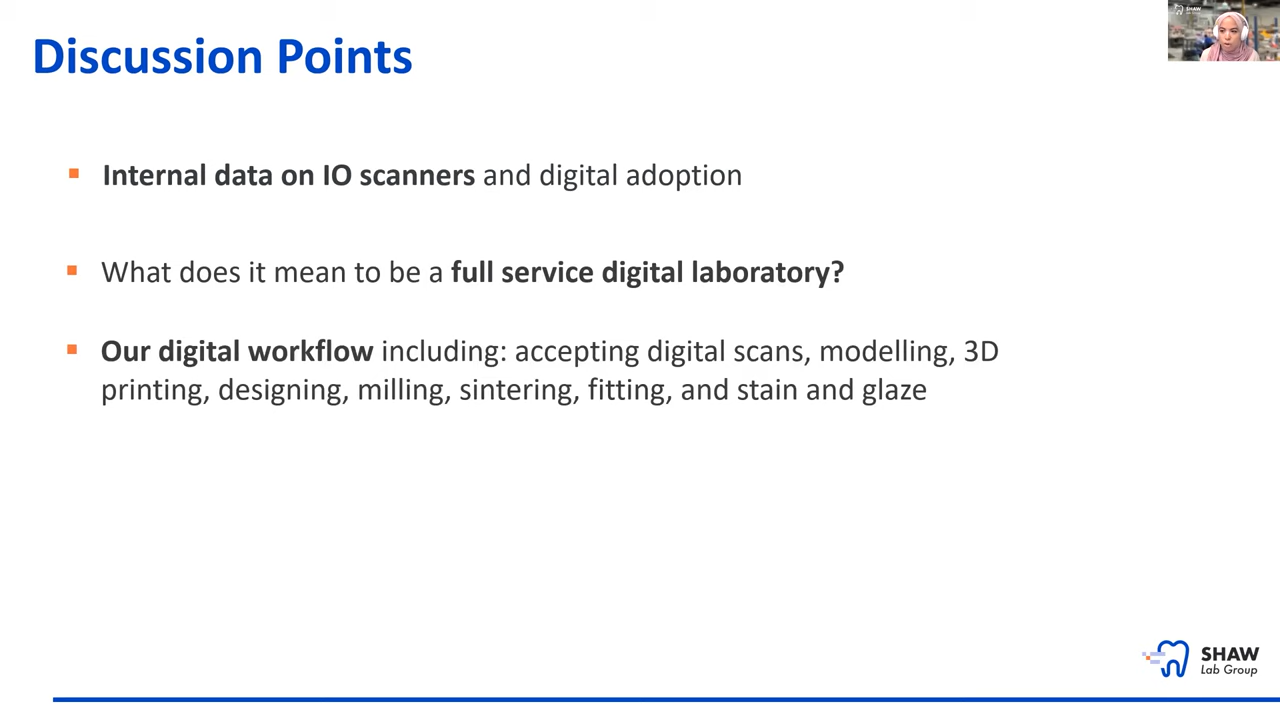 Discussion Points
SHAW
▪ Internal data on IO scanners and digital adoption
▪ What does it mean to be a full service digital laboratory?
▪ Our digital workflow including: accepting digital scans, modelling, 3D
printing, designing, milling, sintering, fitting, and stain and glaze
SHAW
Lab Group